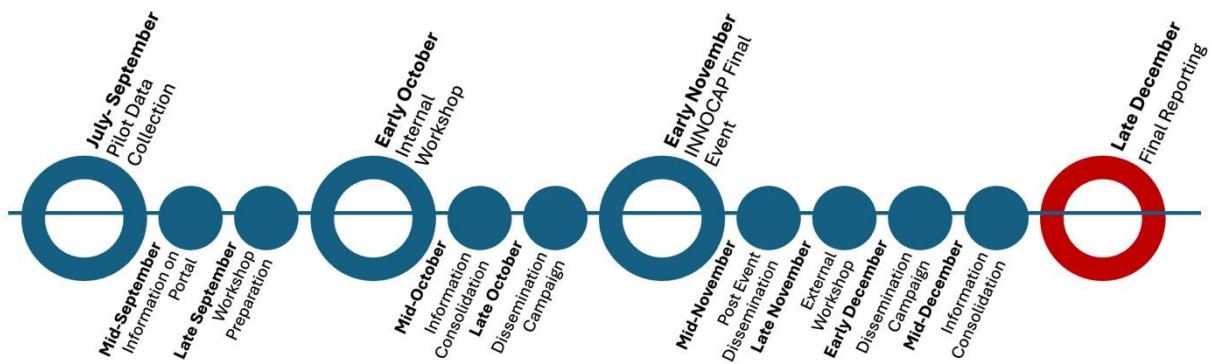 July- September
Pilot Data
Collection
Mid-September
Information on
Portal
Late September
Workshop
Preparation
Early October
Internal
Workshop
Mid-October
Information
Consolidation
Late October
Dissemination
Campaign
Early November
INNOCAP Final
Event
Mid-November
Post Event
Dissemination
Late November
External
Workshop
Early December
Dissemination
Campaign
Mid-December
Information
Consolidation
Late December
Final Reporting